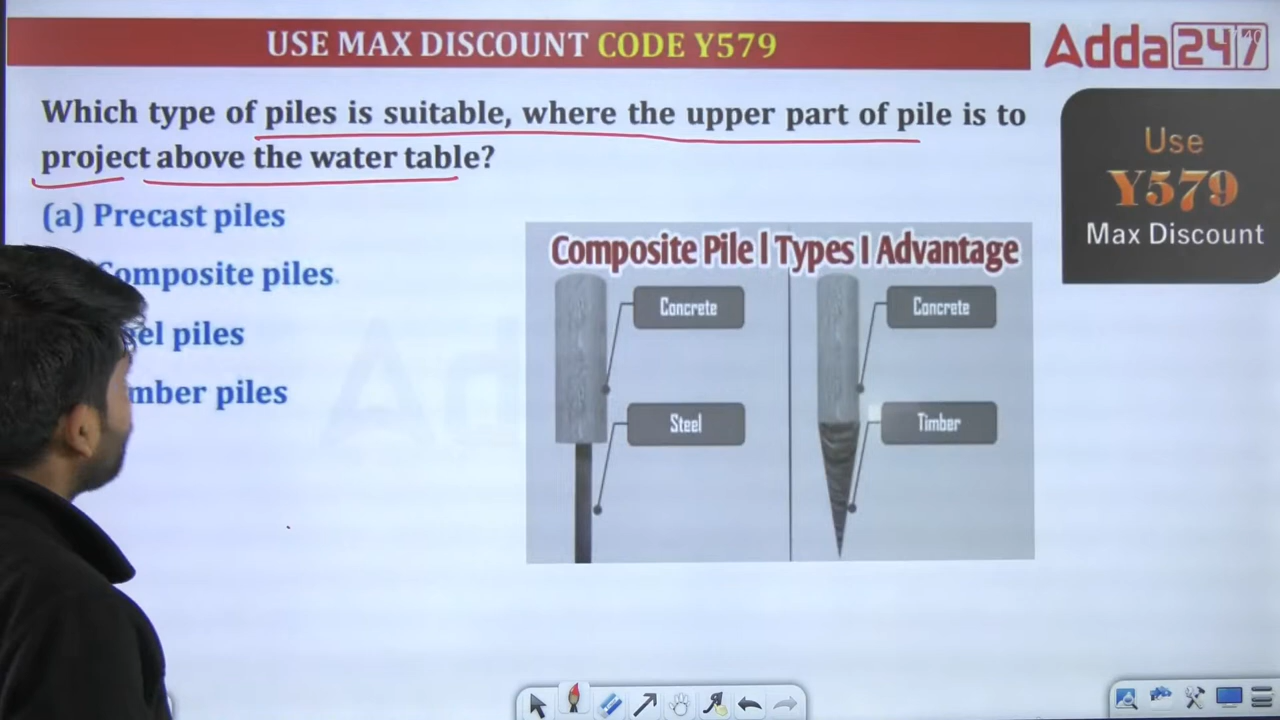 USE MAX DISCOUNT CODE Y579
Adda247
Which type of piles is suitable, where the upper part of pile is to
project above the water table?
Use
Y579
Max Discount
(a) Precast piles
Composite piles
piles
piles
Composite Pile | Types | Advantage
Concrete
Steel
Concrete
Timber